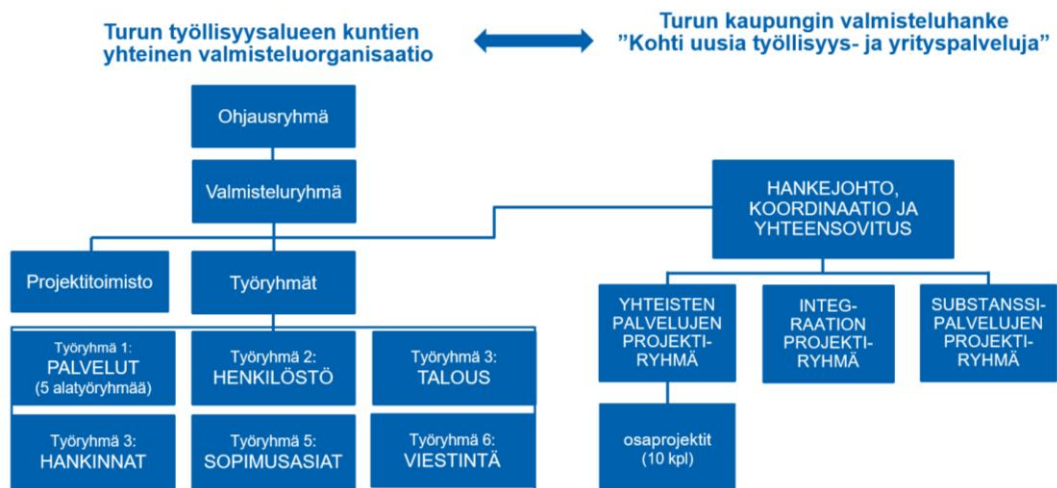 Turun työllisyysalueen kuntien
yhteinen valmisteluorganisaatio
Turun kaupungin valmisteluhanke
”Kohti uusia työllisyys- ja yrityspalveluja”
Ohjausryhmä
Valmisteluryhmä
Projektitoimisto
Työryhmät
Työryhmä 1:
PALVELUT
(5 alatyöryhmää)
Työryhmä 2:
HENKILÖSTÖ
Työryhmä 3:
TALOUS
Työryhmä 3:
HANKINNAT
Työryhmä 5:
SOPIMUSASIAT
Työryhmä 6:
VIESTINTÄ
HANKEJOHTO,
KOORDINAATIO JA
YHTEENSOVITUS
YHTEISTEN
PALVELUJEN
PROJEKTI-
RYHMÄ
INTEG-
RAATION
PROJEKTI-
RYHMÄ
SUBSTANSSI-
PALVELUJEN
PROJEKTI-
RYHMÄ
osaprojektit
(10 kpl)